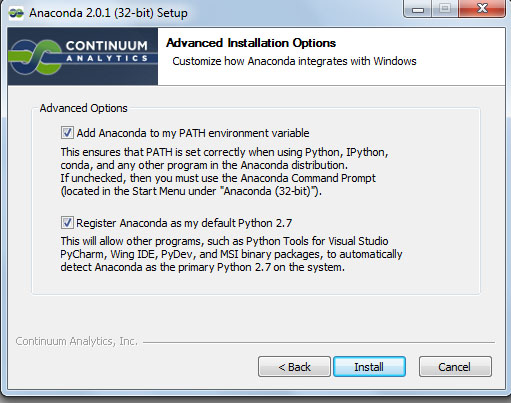 Anaconda 2.0.1 (32-bit) Setup
CONTINUUM
ANALYTICS
Advanced Installation Options
Customize how Anaconda integrates with Windows
Advanced Options
Add Anaconda to my PATH environment variable
This ensures that PATH is set correctly when using Python, IPython,
conda, and any other program in the Anaconda distribution.
If unchecked, then you must use the Anaconda Command Prompt
(located in the Start Menu under "Anaconda (32-bit)").
Register Anaconda as my default Python 2.7
This will allow other programs, such as Python Tools for Visual Studio
PyCharm, Wing IDE, PyDev, and MSI binary packages, to automatically
detect Anaconda as the primary Python 2.7 on the system.
Continuum Analytics, Inc.
< Back
Install
Cancel